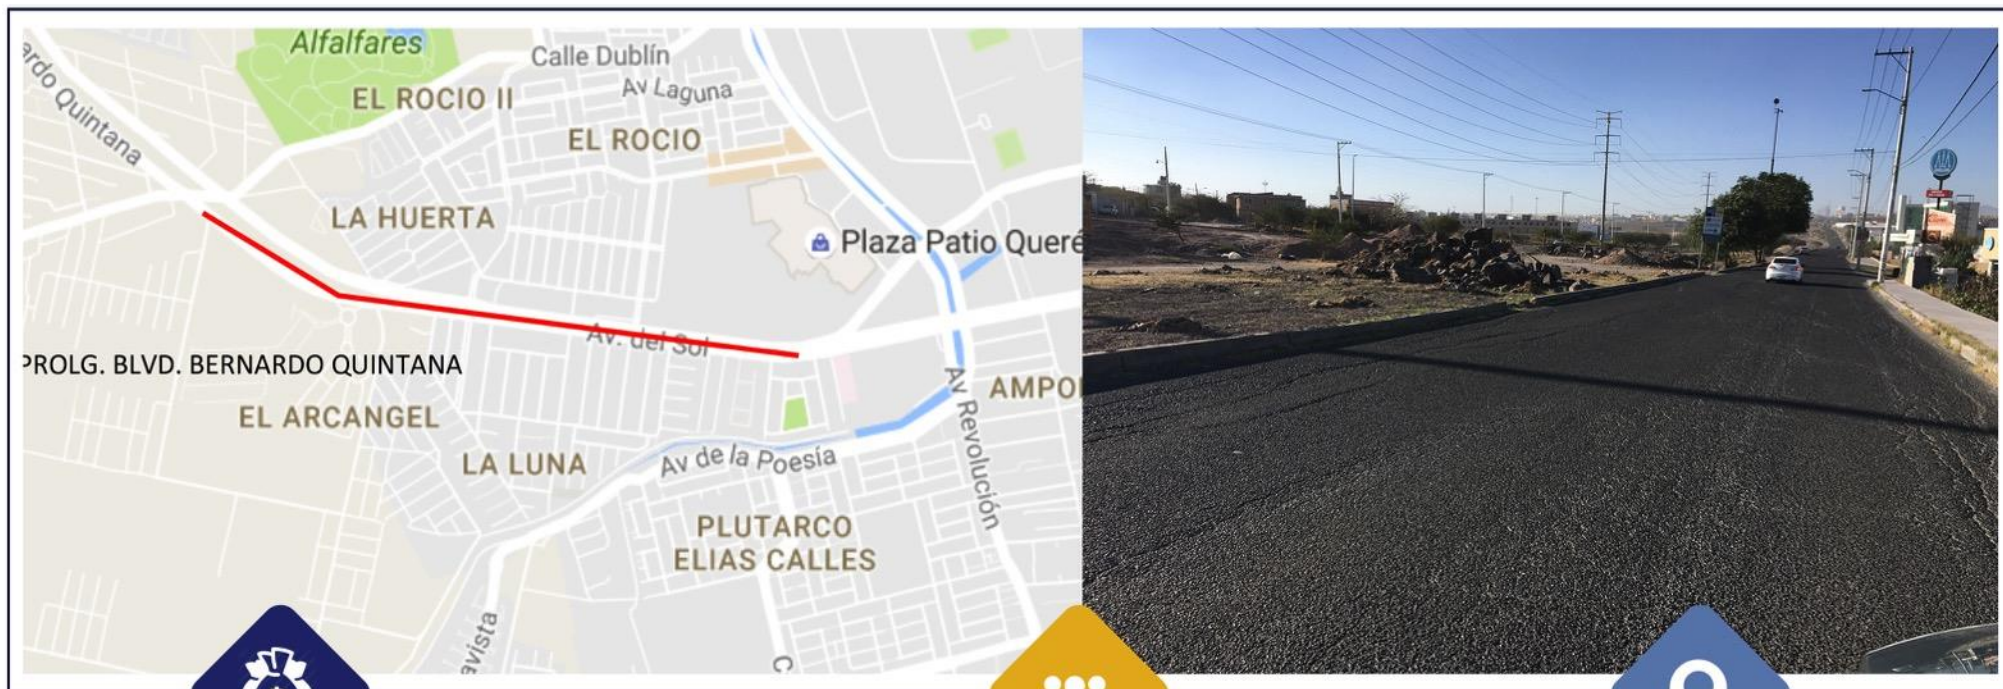 Alfalfares
Calle Dublín
EL ROCIO II
Av Laguna
ardo Quintana
EL ROCIO
LA HUERTA
Plaza Patio Queré
Av. del Sol
PROLG. BLVD. BERNARDO QUINTANA
AMPO
EL ARCANGEL
Av Revolución
LA LUNA
Av de la Poesía
PLUTARCO
ELIAS CALLES
avista
C